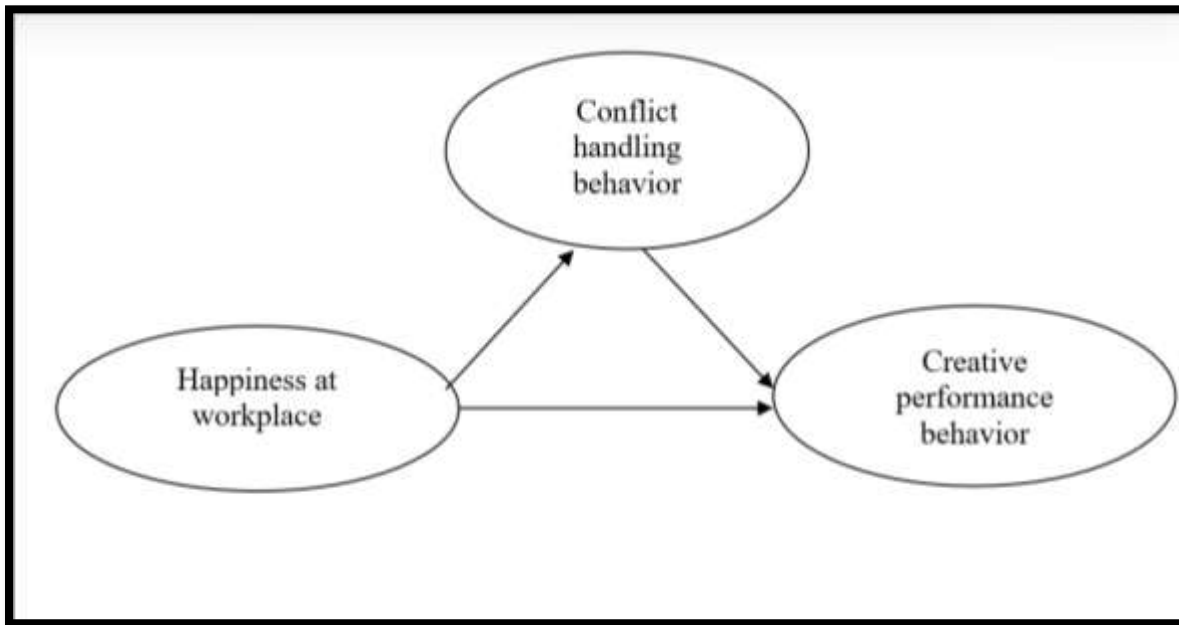 Conflict
handling
behavior
Happiness at
workplace
Creative
performance
behavior